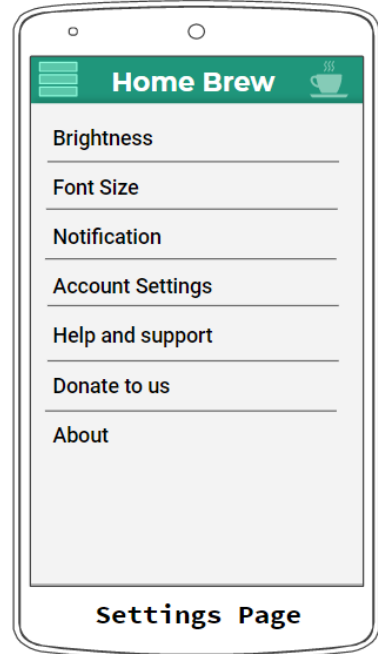 Home Brew
Brightness
Font Size
Notification
Account Settings
Help and support
Donate to us
About
Settings Page